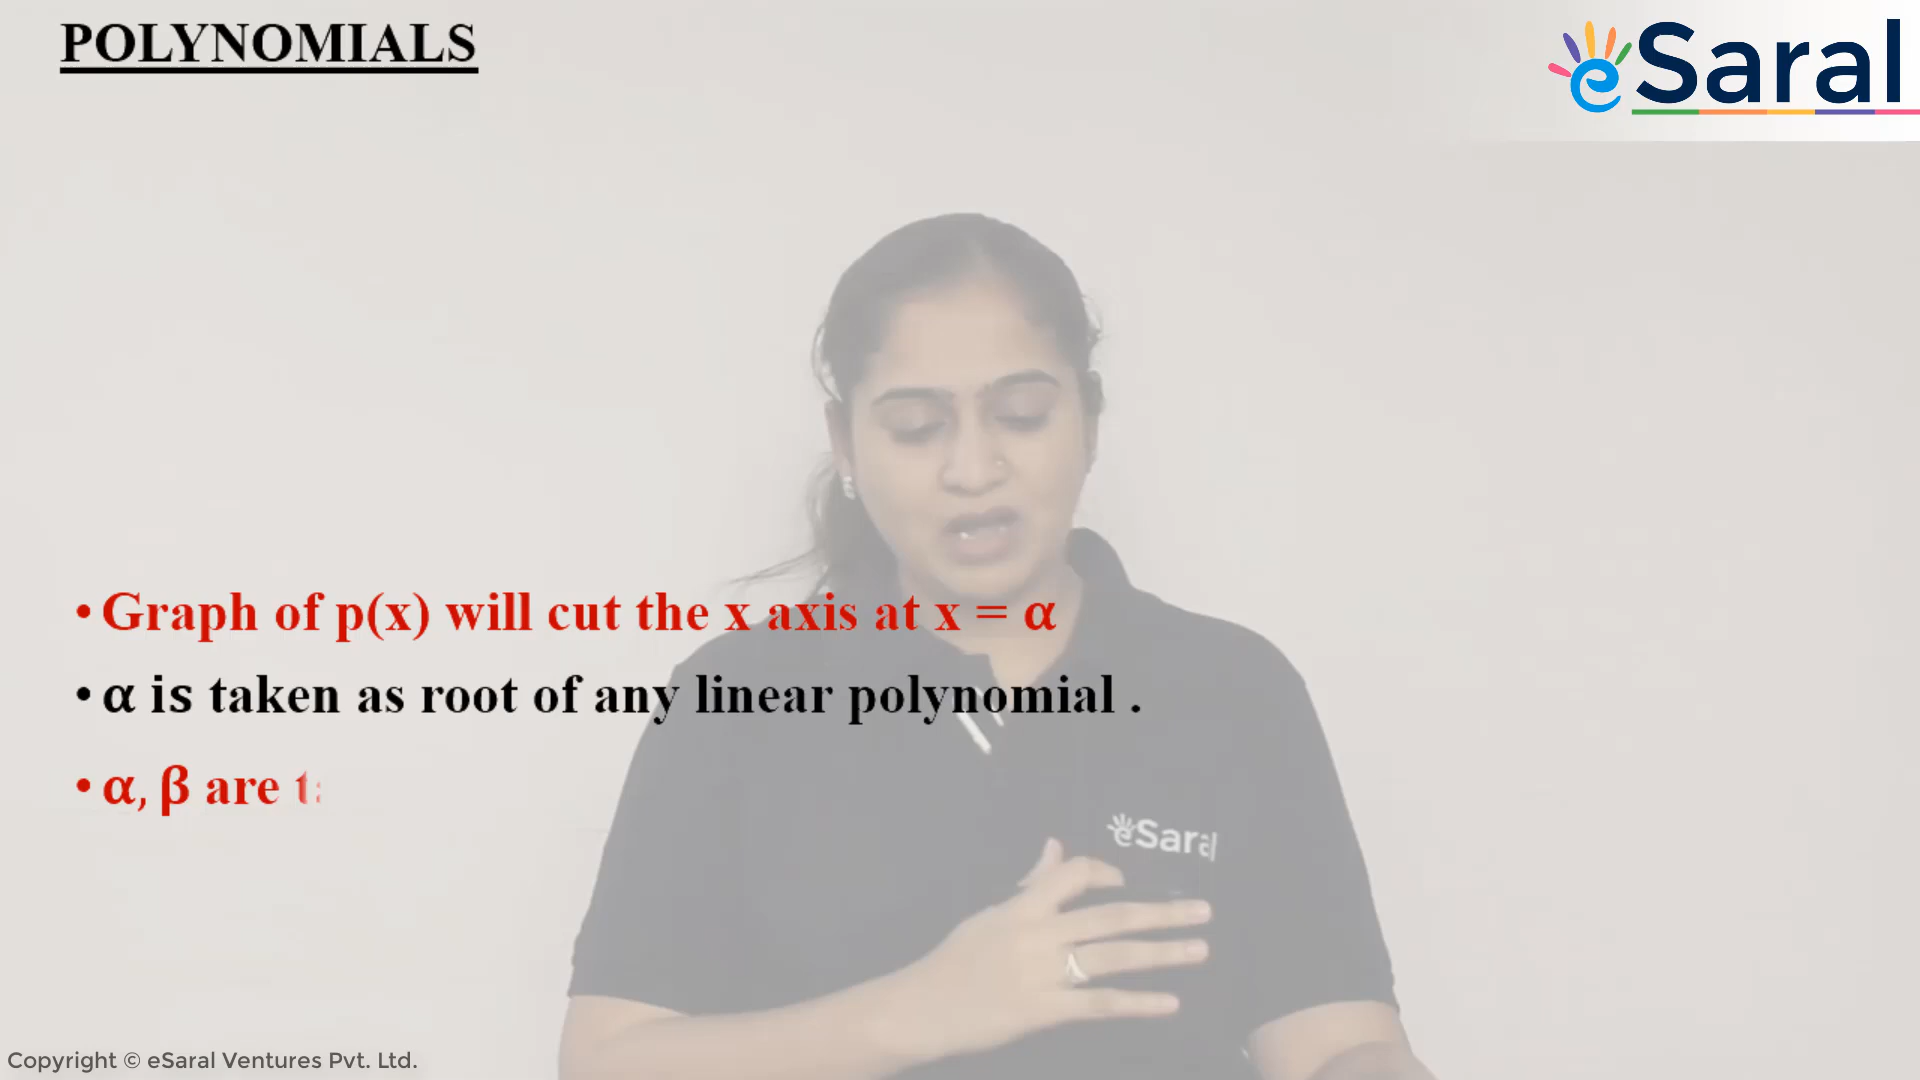 POLYNOMIALS
eSaral
• Graph of p(x) will cut the x axis at x = α
• α is taken as root of any linear polynomial .
• α, β are
eSaral
Copyright © eSaral Ventures Pvt. Ltd.